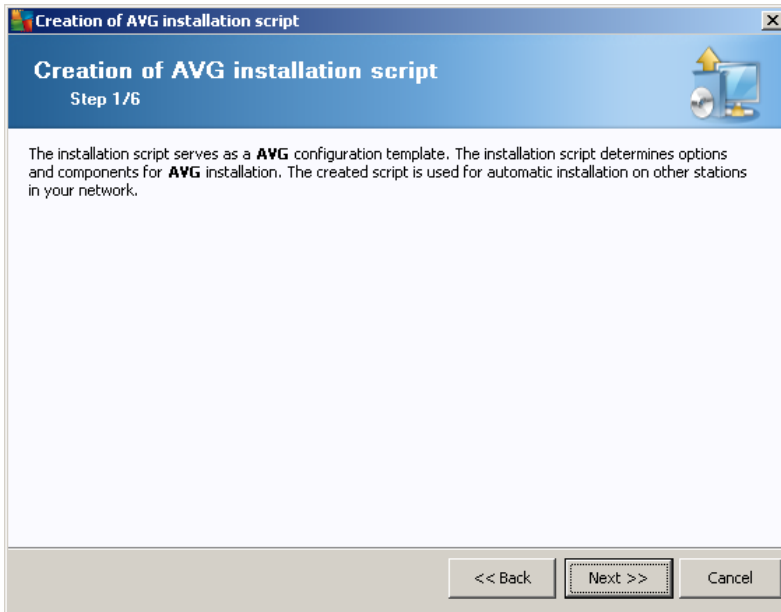 Creation of AVG installation script
Creation of AVG installation script
Step 1/6
The installation script serves as a AVG configuration template. The installation script determines options
and components for AVG installation. The created script is used for automatic installation on other stations
in your network.
<< Back
Next >>
Cancel